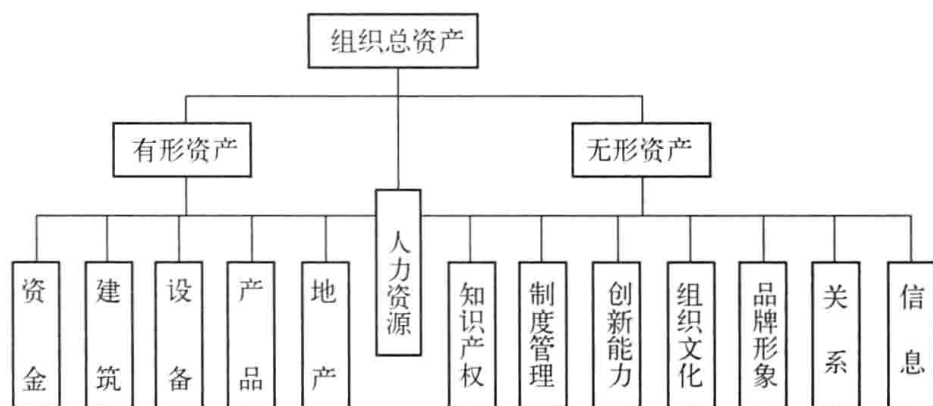 组织总资产
有形资产
无形资产
人力资源
资金
建筑
设备
产品
地产
知识产权
制度管理
创新能力
组织文化
品牌形象
关系
信息